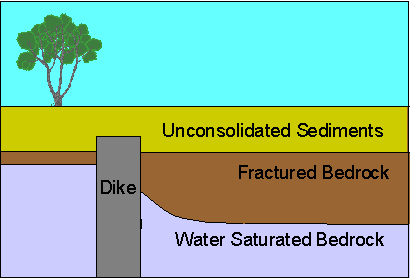 Unconsolidated Sediments
Fractured Bedrock
Dike
Water Saturated Bedrock